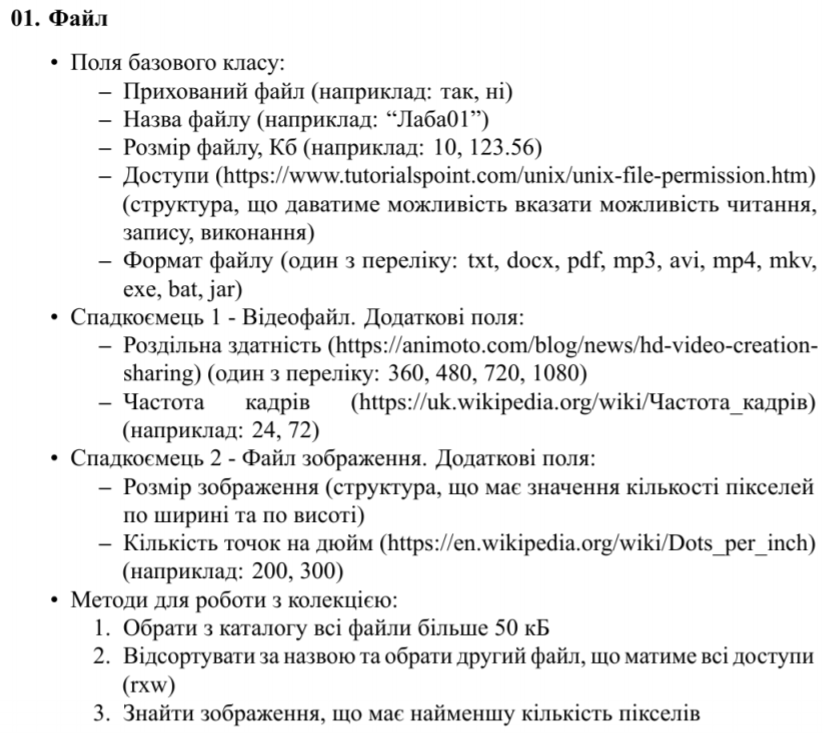 01. Файл
• Поля базового класу:
– Прихований файл (наприклад: так, ні)
– Назва файлу (наприклад: “Лаба01”)
– Розмір файлу, Кб (наприклад: 10, 123.56)
– Доступи (https://www.tutorialspoint.com/unix/unix-file-permission.htm)
(структура, що даватиме можливість вказати можливість читання,
запису, виконання)
– Формат файлу (один з переліку: txt, docx, pdf, mp3, avi, mp4, mkv,
exe, bat, jar)
• Спадкоємець 1 - Відеофайл. Додаткові поля:
– Роздільна здатність (https://animoto.com/blog/news/hd-video-creation-
sharing) (один з переліку: 360, 480, 720, 1080)
– Частота кадрів (https://uk.wikipedia.org/wiki/Частота_кадрів)
(наприклад: 24, 72)
• Спадкоємець 2 - Файл зображення. Додаткові поля:
– Розмір зображення (структура, що має значення кількості пікселей
по ширині та по висоті)
– Кількість точок на дюйм (https://en.wikipedia.org/wiki/Dots_per_inch)
(наприклад: 200, 300)
• Методи для роботи з колекцією:
1. Обрати з каталогу всі файли більше 50 кБ
2. Відсортувати за назвою та обрати другий файл, що матиме всі доступи
(rxw)
3. Знайти зображення, що має найменшу кількість пікселів